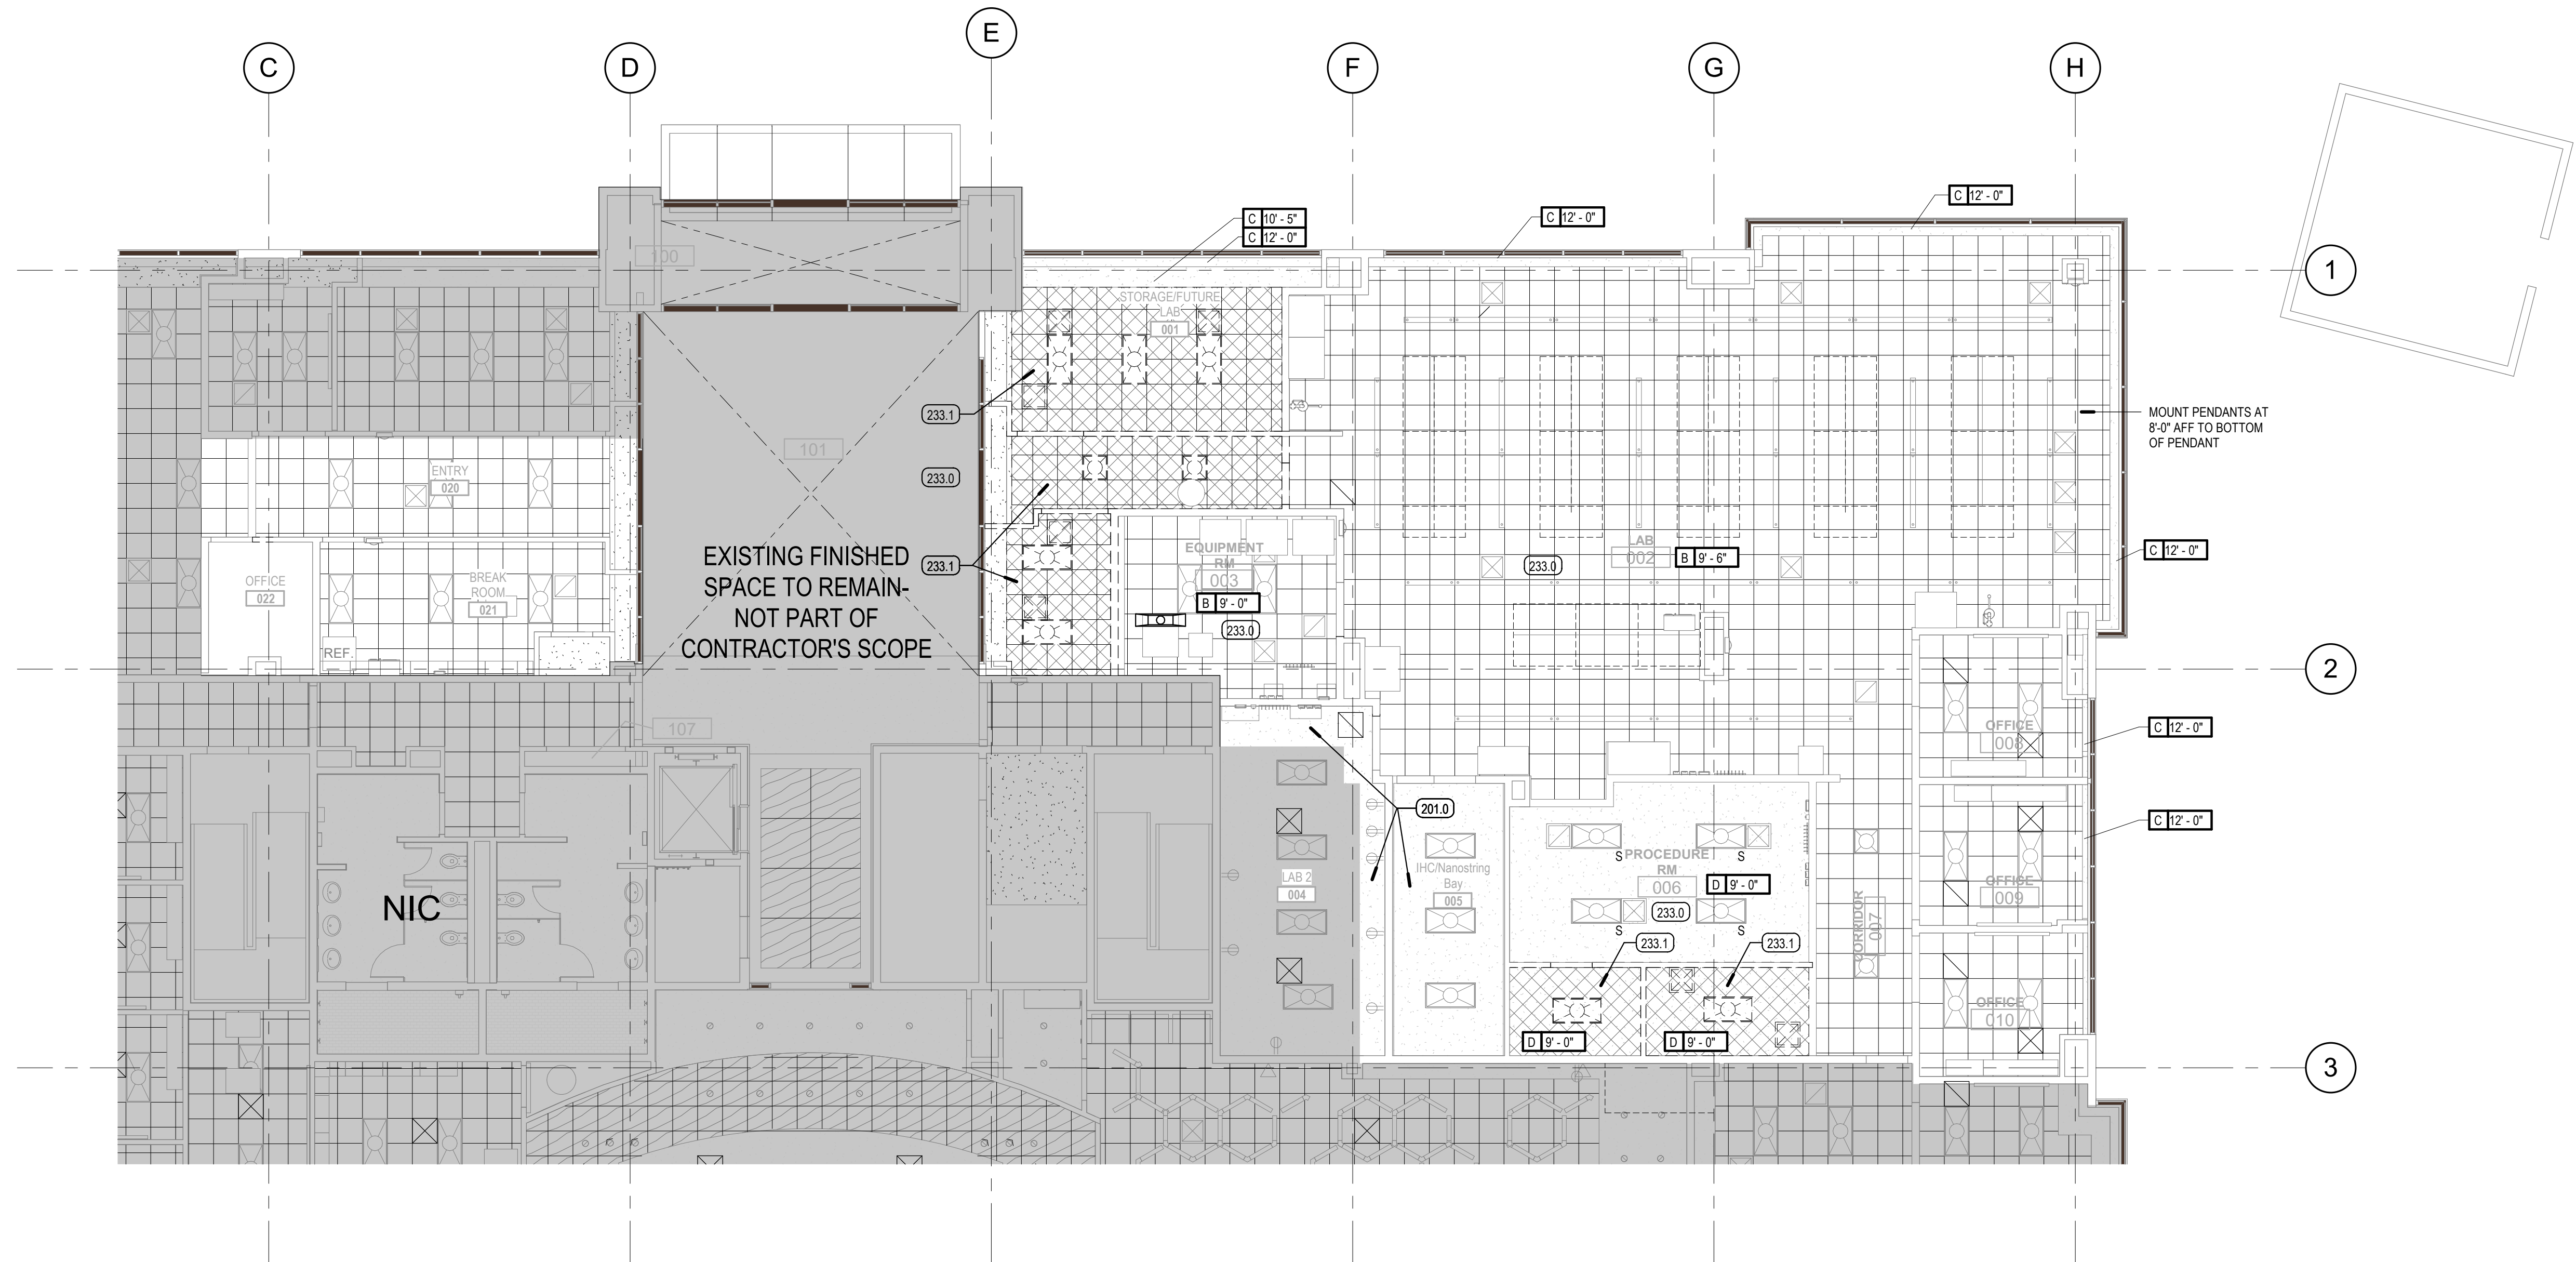 C
D
E
F
G
H
1
2
3
C 10' - 5"
C 12' - 0"
C 12' - 0"
C 12' - 0"
100
STORAGE/FUTURE
LAB
001
233.1
101
233.0
ENTRY
020
MOUNT PENDANTS AT
8'-0" AFF TO BOTTOM
OF PENDANT
EXISTING FINISHED
SPACE TO REMAIN-
NOT PART OF
CONTRACTOR'S SCOPE
233.1
EQUIPMENT
RM
003
B 9' - 0"
233.0
LAB
002
B 9' - 6"
233.0
C 12' - 0"
OFFICE
022
BREAK
ROOM
021
REF.
107
OFFICE
008
C 12' - 0"
201.0
C 12' - 0"
NIC
LAB 2
004
IHC/Nanostring
Bay
005
S
S
PROCEDURE
RM
006
D 9' - 0"
233.0
S
S
CORRIDOR
007
OFFICE
009
233.1
233.1
D 9' - 0"
D 9' - 0"
OFFICE
010